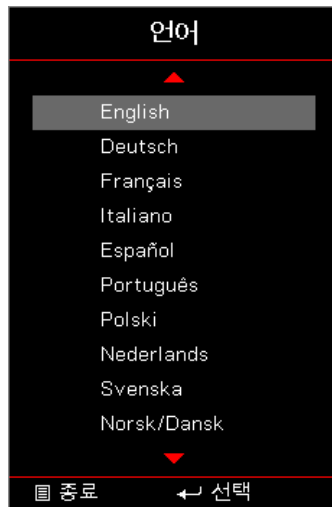 언어
English
Deutsch
Français
Italiano
Español
Português
Polski
Nederlands
Svenska
Norsk/Dansk
종료 선택